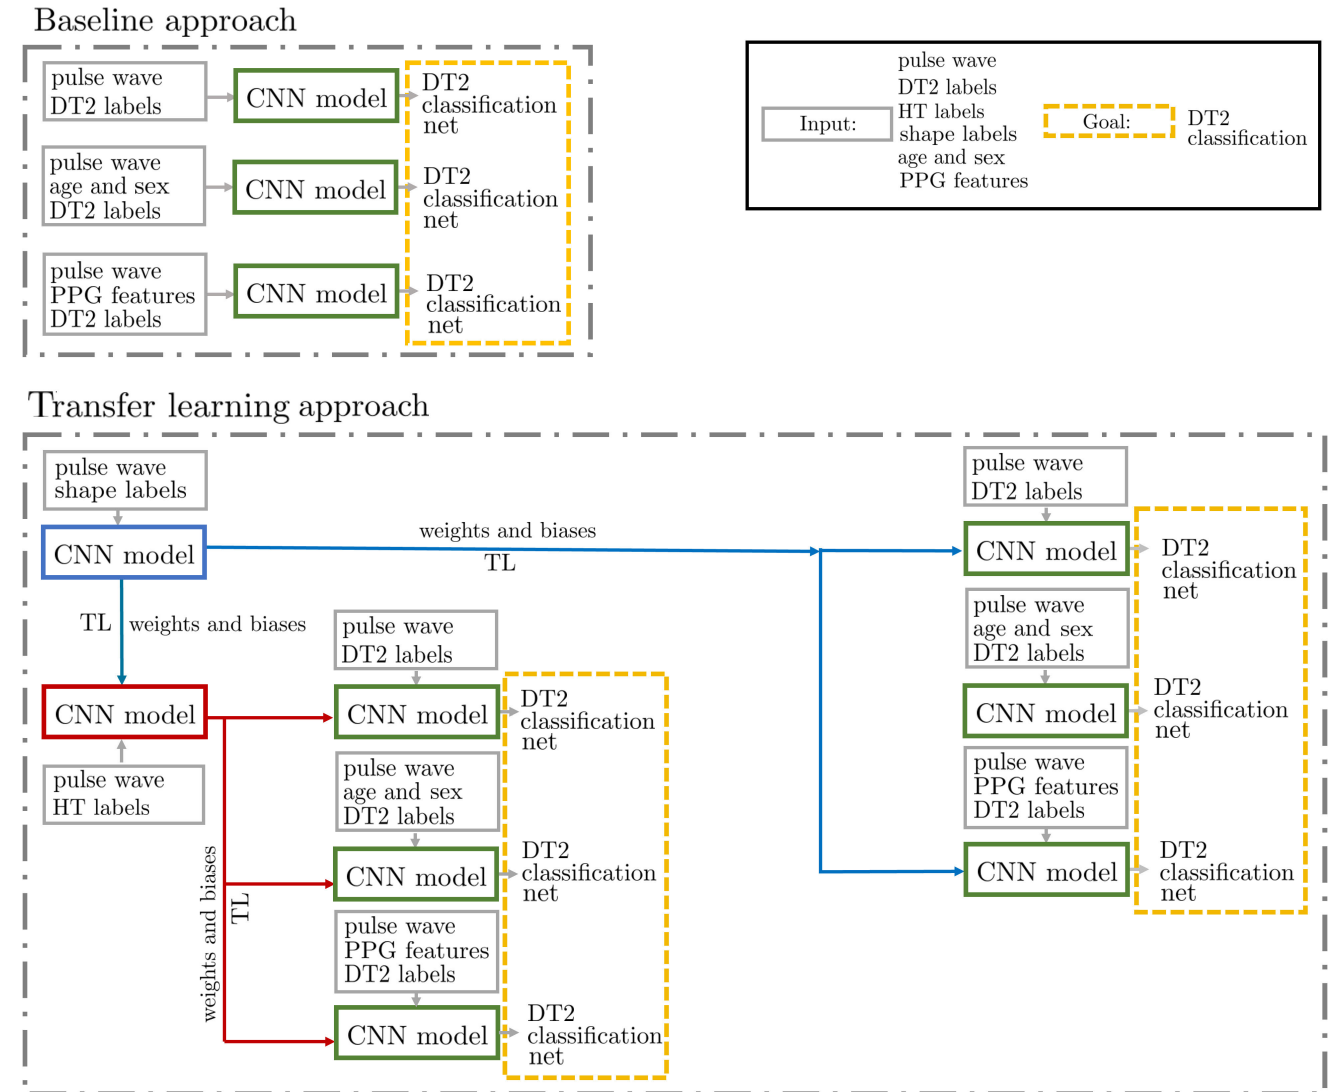 Baseline approach
pulse wave
DT2 labels
CNN model
DT2
classification
net
pulse wave
age and sex
DT2 labels
CNN model
DT2
classification
net
pulse wave
PPG features
DT2 labels
CNN model
DT2
classification
net
Input:
pulse wave
DT2 labels
HT labels
shape labels
age and sex
PPG features
Goal:
DT2
classification
Transfer learning approach
pulse wave
shape labels
CNN model
weights and biases
TL
TL
weights and biases
CNN model
pulse wave
HT labels
weights and biases
TL
pulse wave
DT2 labels
CNN model
DT2
classification
net
pulse wave
age and sex
DT2 labels
CNN model
DT2
classification
net
pulse wave
PPG features
DT2 labels
CNN model
DT2
classification
net
pulse wave
DT2 labels
CNN model
DT2
classification
net
pulse wave
age and sex
DT2 labels
CNN model
DT2
classification
net
pulse wave
PPG features
DT2 labels
CNN model
DT2
classification
net